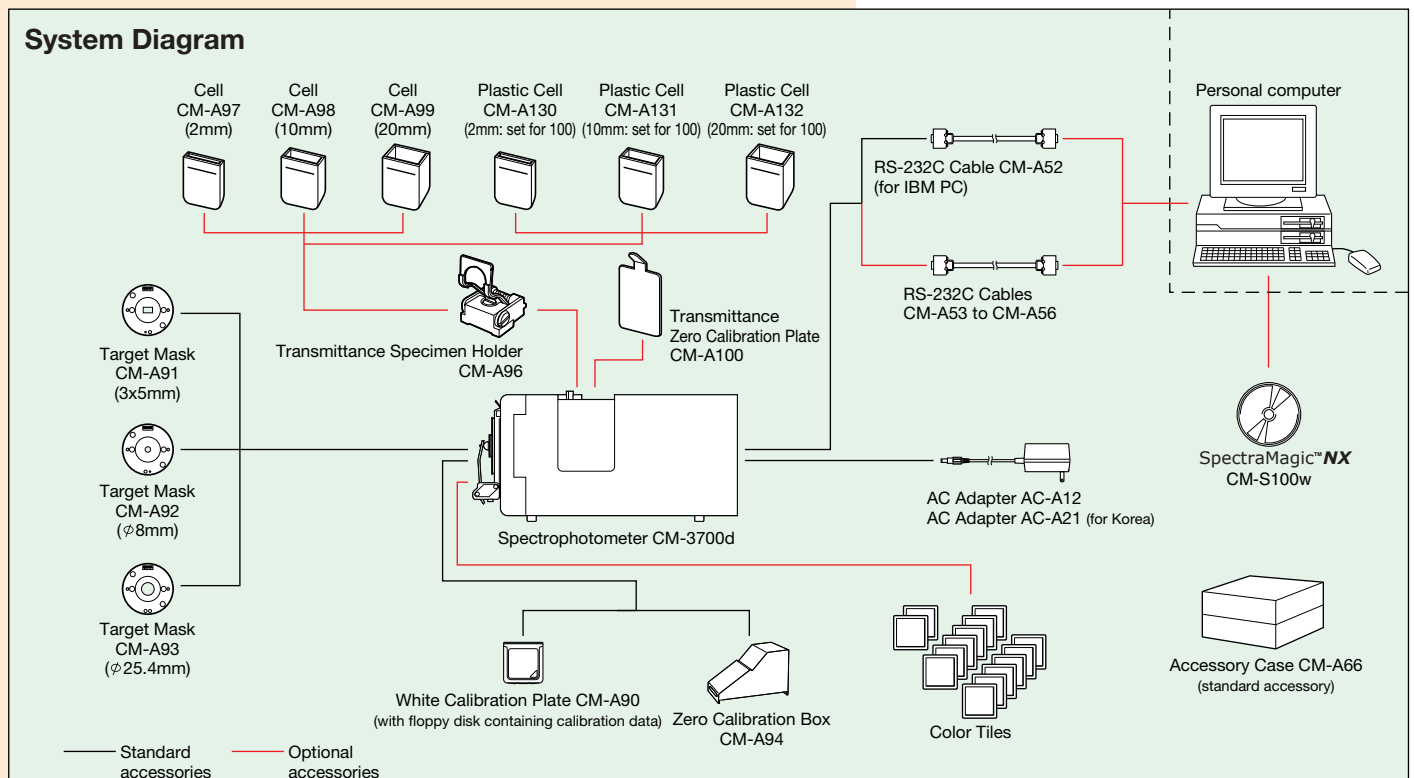 System Diagram
Cell
CM-A97
(2mm)
Cell
CM-A98
(10mm)
Cell
CM-A99
(20mm)
Plastic Cell
CM-A130
(2mm: set for 100)
Plastic Cell
CM-A131
(10mm: set for 100)
Plastic Cell
CM-A132
(20mm: set for 100)
Personal computer
RS-232C Cable CM-A52
(for IBM PC)
RS-232C Cables
CM-A53 to CM-A56
Target Mask
CM-A91
(3x5mm)
Transmittance Specimen Holder
CM-A96
Transmittance
Zero Calibration Plate
CM-A100
SpectraMagic™ NX
CM-S100w
Target Mask
CM-A92
(⌀8mm)
Spectrophotometer CM-3700d
AC Adapter AC-A12
AC Adapter AC-A21 (for Korea)
Target Mask
CM-A93
(⌀25.4mm)
White Calibration Plate CM-A90
(with floppy disk containing calibration data)
Zero Calibration Box
CM-A94
Color Tiles
Accessory Case CM-A66
(standard accessory)
Standard
accessories
Optional
accessories